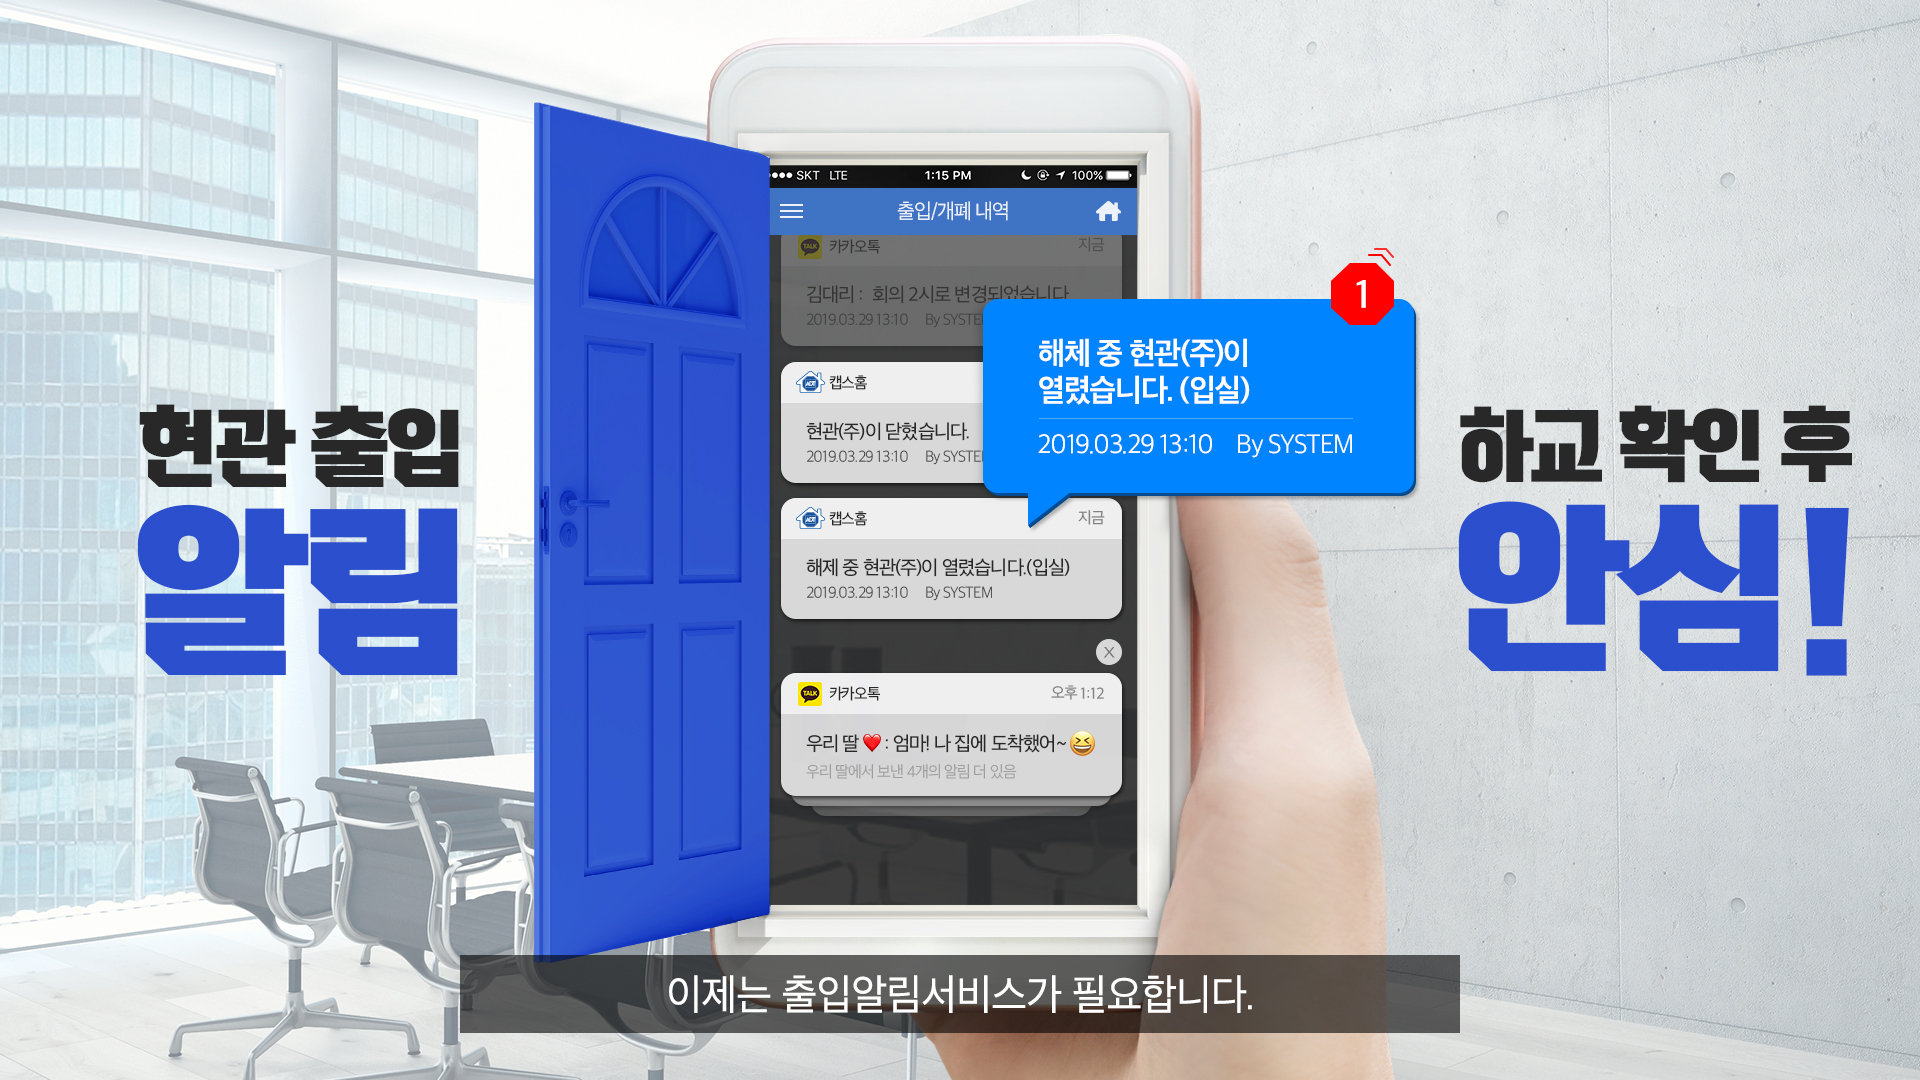 현관 출입
알림
●●● SKT LTE 1:15 PM 100%
출입/개폐 내역
TALK 카카오톡 지금
김대리 : 회의 2시로 변경되었습니다
2019.03.29 13:10 By SYSTE
ADT 캡스홈
현관(주)이 닫혔습니다.
2019.03.29 13:10 By SYSTE
1
해체 중 현관(주)이
열렸습니다. (입실)
2019.03.29 13:10 By SYSTEM
ADT 캡스홈 지금
해제 중 현관(주)이 열렸습니다.(입실)
2019.03.29 13:10 By SYSTEM
X
TALK 카카오톡 오후 1:12
우리 딸 ❤️ : 엄마! 나 집에 도착했어~ 😆
우리 딸에서 보낸 4개의 알림 더 있음
하교 확인 후
안심!
이제는 출입알림서비스가 필요합니다.